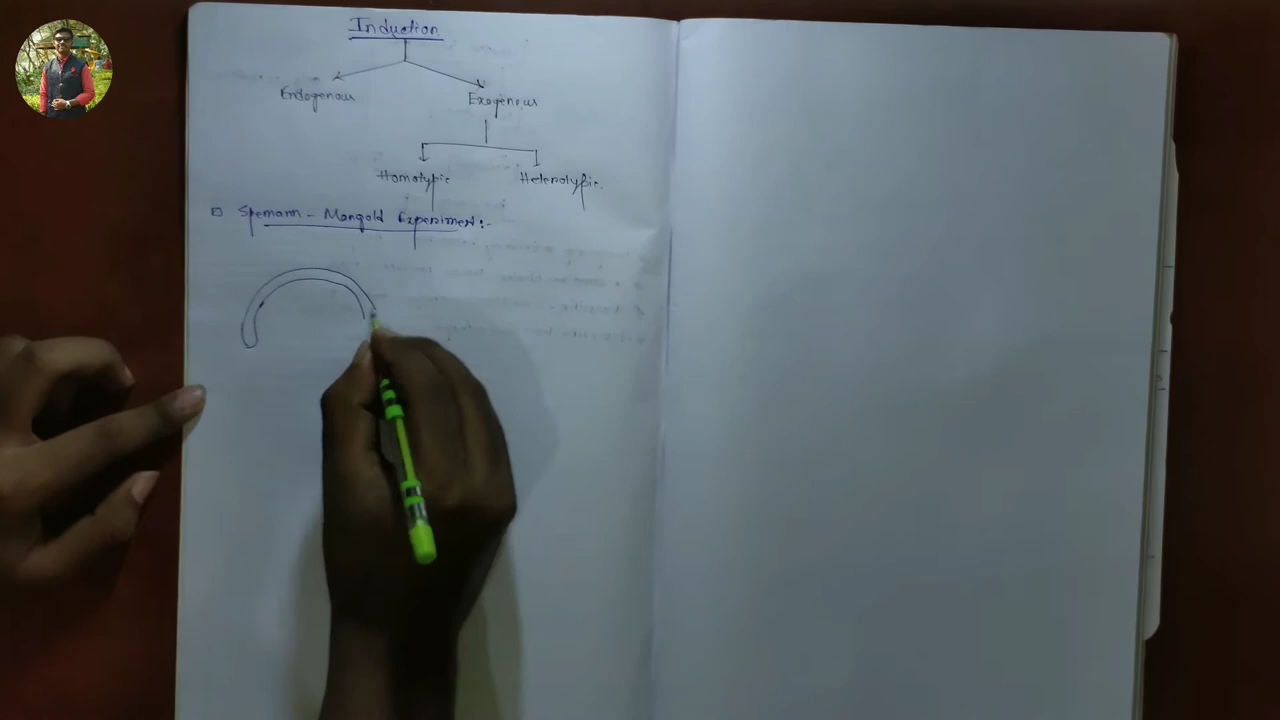 Induction
Endogenous Exogenous
Homotypic Heterotypic.
Spemann - Mangold Experiment:-